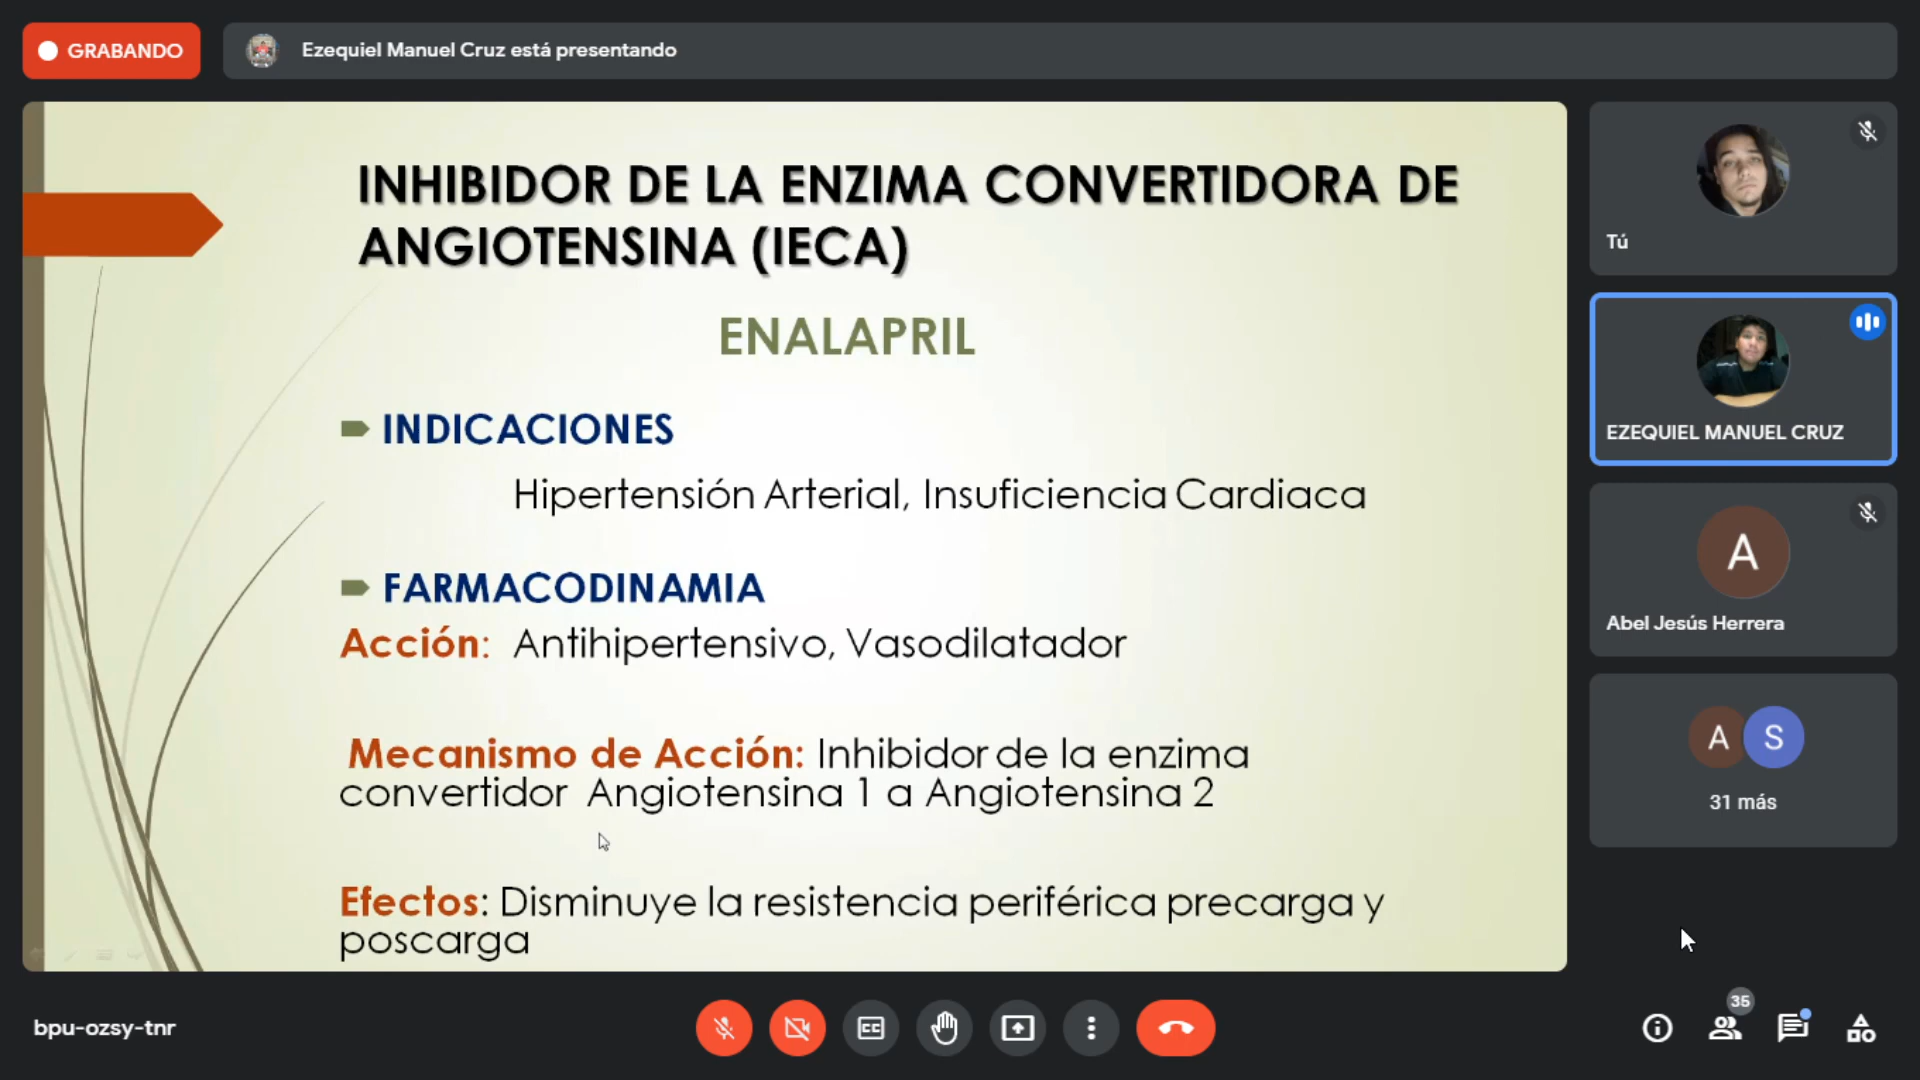 GRABANDO
Ezequiel Manuel Cruz está presentando
INHIBIDOR DE LA ENZIMA CONVERTIDORA DE
ANGIOTENSINA (IECA)
ENALAPRIL
INDICACIONES
Hipertensión Arterial, Insuficiencia Cardiaca
FARMACODINAMIA
Acción: Antihipertensivo, Vasodilatador
Mecanismo de Acción: Inhibidor de la enzima
convertidor Angiotensina 1 a Angiotensina 2
Efectos: Disminuye la resistencia periférica precarga y
poscarga
Tú
EZEQUIEL MANUEL CRUZ
A
Abel Jesús Herrera
A S
31 más
bpu-ozsy-tnr
CC
35